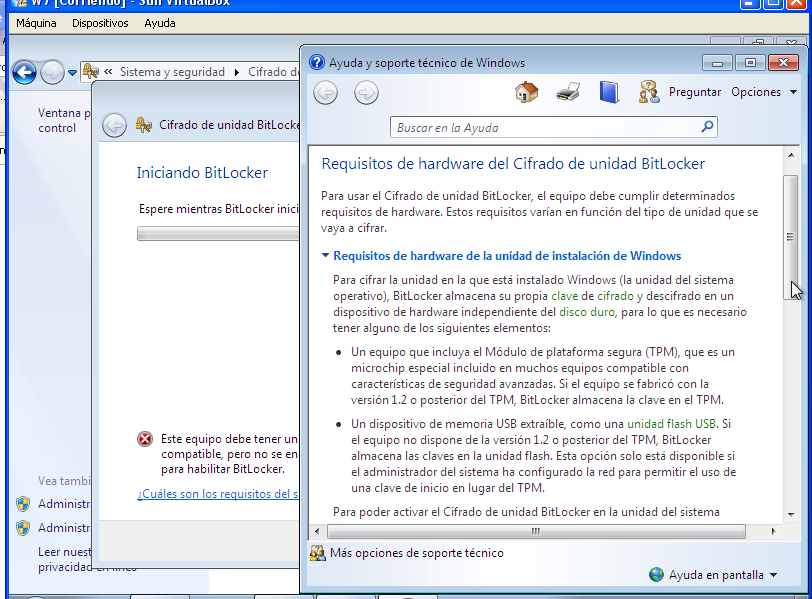 W7 [Corriendo] - Sun VirtualBox
Máquina Dispositivos Ayuda
Sistema y seguridad
Cifrado de
Ventana p
control
Vea tambi
Administr
Administr
Leer nuest
privacidad en línea
Cifrado de unidad BitLocke
Iniciando BitLocker
Espere mientras BitLocker inici
Este equipo debe tener un
compatible, pero no se en
para habilitar BitLocker.
¿Cuáles son los requisitos del s
Ayuda y soporte técnico de Windows
Preguntar Opciones
Buscar en la Ayuda
Requisitos de hardware del Cifrado de unidad BitLocker
Para usar el Cifrado de unidad BitLocker, el equipo debe cumplir determinados
requisitos de hardware. Estos requisitos varían en función del tipo de unidad que se
vaya a cifrar.
Requisitos de hardware de la unidad de instalación de Windows
Para cifrar la unidad en la que está instalado Windows (la unidad del sistema
operativo), BitLocker almacena su propia clave de cifrado y descifrado en un
dispositivo de hardware independiente del disco duro, para lo que es necesario
tener alguno de los siguientes elementos:
• Un equipo que incluya el Módulo de plataforma segura (TPM), que es un
microchip especial incluido en muchos equipos compatible con
características de seguridad avanzadas. Si el equipo se fabricó con la
versión 1.2 o posterior del TPM, BitLocker almacena la clave en el TPM.
• Un dispositivo de memoria USB extraíble, como una unidad flash USB. Si
el equipo no dispone de la versión 1.2 o posterior del TPM, BitLocker
almacena las claves en la unidad flash. Esta opción solo está disponible si
el administrador del sistema ha configurado la red para permitir el uso de
una clave de inicio en lugar del TPM.
Para poder activar el Cifrado de unidad BitLocker en la unidad del sistema
Más opciones de soporte técnico
Ayuda en pantalla